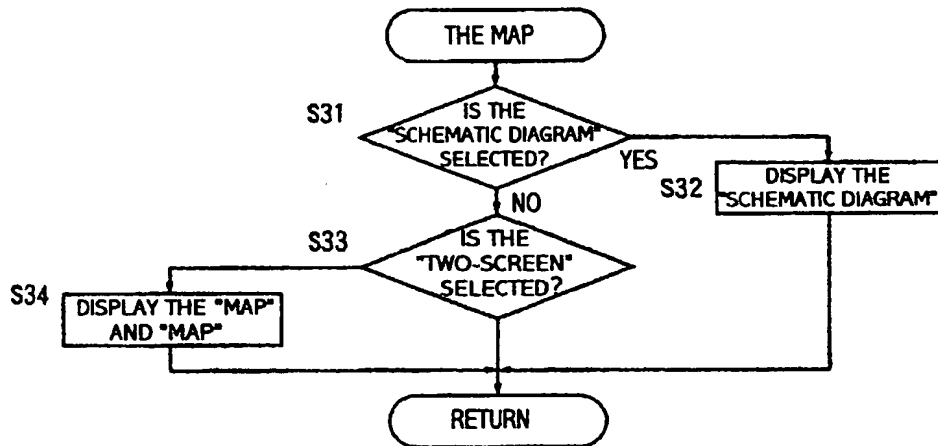 THE MAP
S31
IS THE
"SCHEMATIC DIAGRAM"
SELECTED?
YES
S32
DISPLAY THE
"SCHEMATIC DIAGRAM"
NO
S33
IS THE
"TWO-SCREEN"
SELECTED?
S34
DISPLAY THE "MAP"
AND "MAP"
RETURN